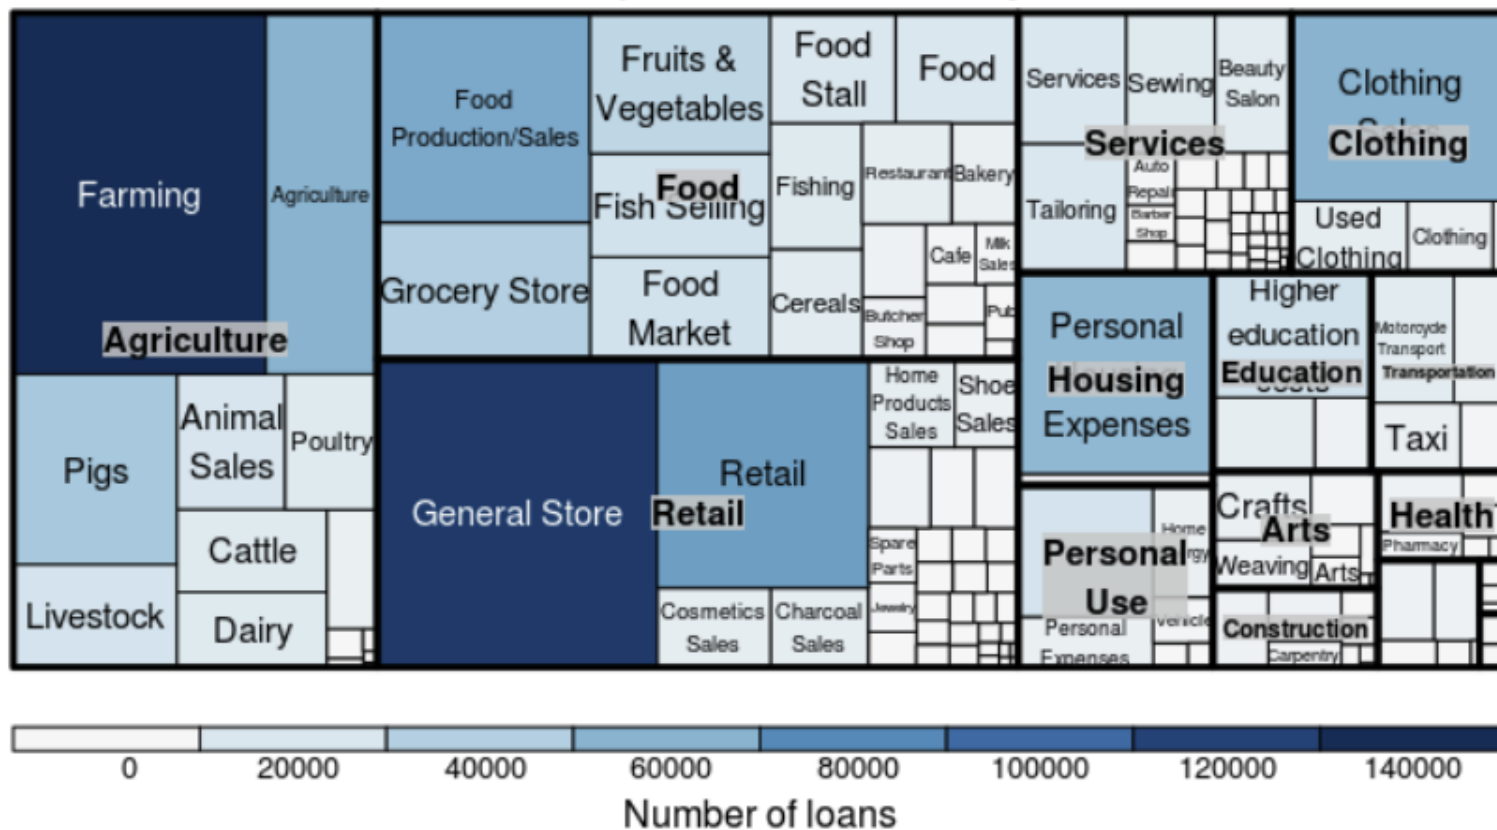 Farming
Agriculture
Agriculture
Pigs
Livestock
Animal
Sales
Poultry
Cattle
Dairy
Food
Production/Sales
Grocery Store
Fruits &
Vegetables
Food
Fish Selling
Food
Market
Food
Stall
Food
Fishing
Restaurant
Bakery
Cereals
Cafe
Milk
Sales
Butcher
Shop
Pub
General Store
Retail
Retail
Cosmetics
Sales
Charcoal
Sales
Home
Products
Sales
Shoe
Sales
Spare
Parts
Jewelry
Services
Sewing
Beauty
Salon
Services
Tailoring
Auto
Repair
Barber
Shop
Clothing
Sales
Clothing
Used
Clothing
Clothing
Personal
Housing
Expenses
Higher
education
costs
Education
Motorcycle
Transport
Transportation
Taxi
Personal
Use
Home
Vehicle
Personal
Expenses
Crafts
Arts
Weaving
Arts
Health
Pharmacy
Construction
Carpentry
0 20000 40000 60000 80000 100000 120000 140000
Number of loans